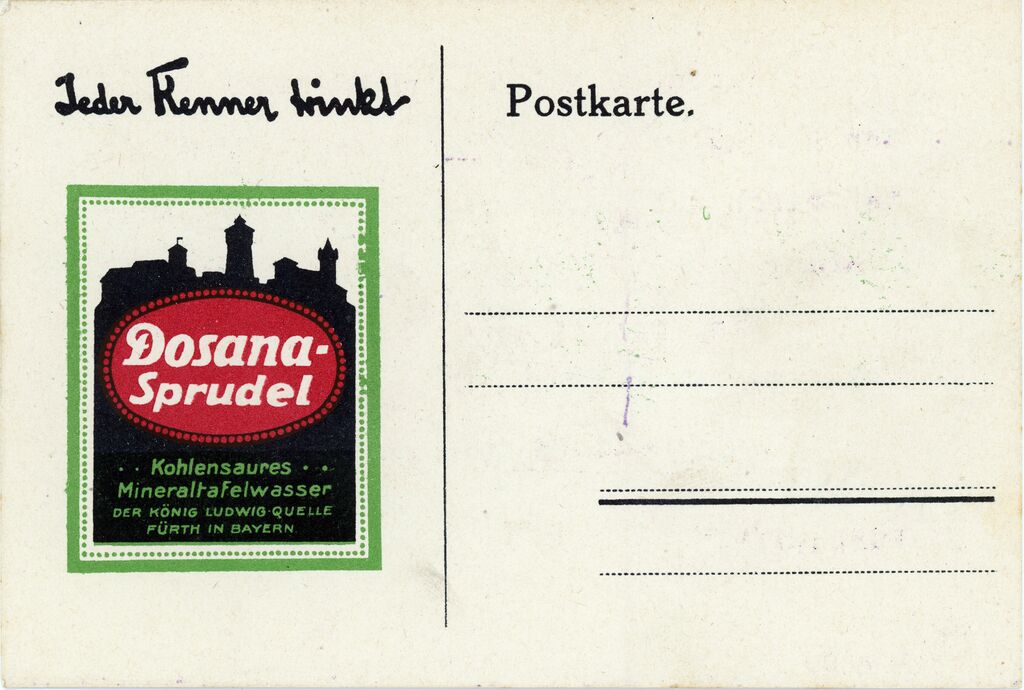 Jeder Kenner trinkt
Postkarte.
Dosana-
Sprudel
· · Kohlensaures · ·
Mineraltafelwasser
DER KÖNIG LUDWIG-QUELLE
FÜRTH IN BAYERN